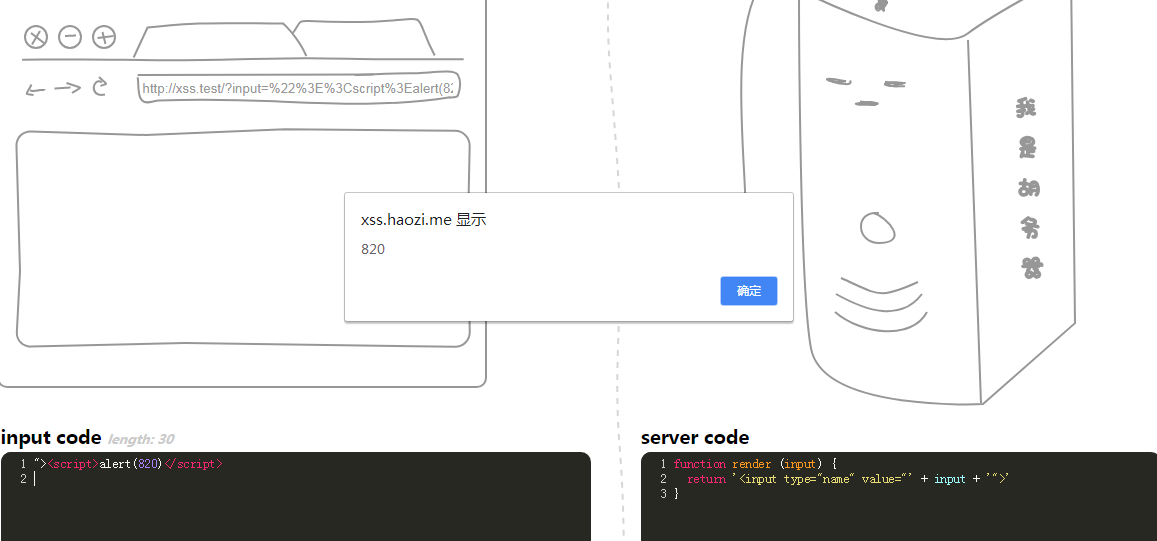 http://xss.test/?input=%22%3E%3Cscript%3Ealert(82
我
是
胡
务
器
xss.haozi.me 显示
820
确定
input code length: 30
1 "><script>alert(820)</script>
2
server code
1 function render (input) {
2 return '<input type="name" value="' + input + '">'
3 }